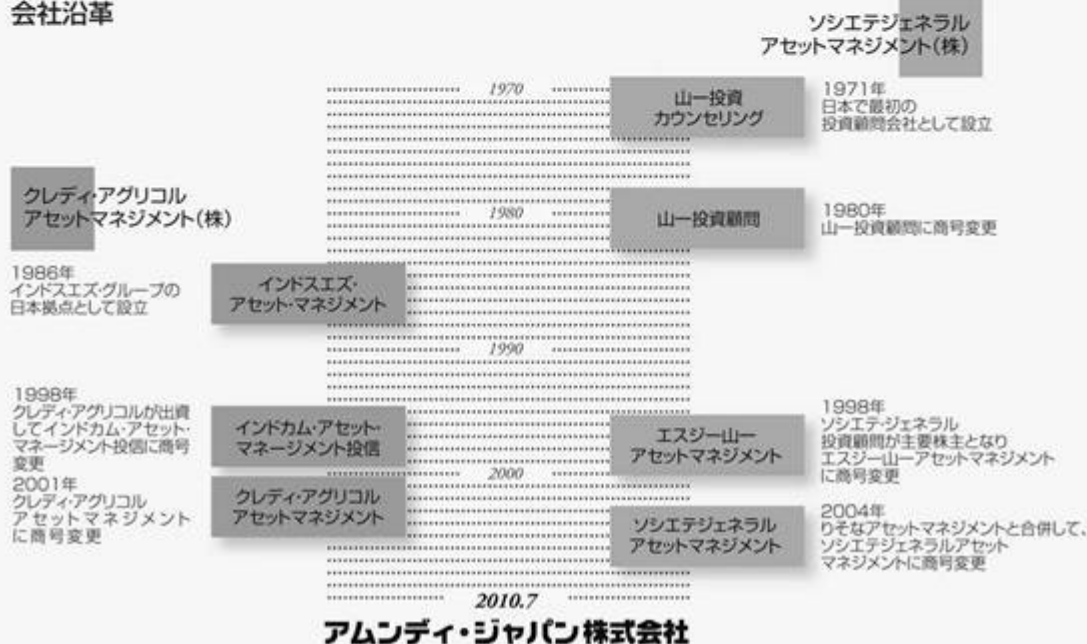 会社沿革
ソシエテジェネラル
アセットマネジメント(株)
1970
山一投資
カウンセリング
1971年
日本で最初の
投資顧問会社として設立
クレディ・アグリコル
アセットマネジメント(株)
1980
山一投資顧問
1980年
山一投資顧問に商号変更
1986年
インドスエズ・グループの
日本拠点として設立
インドスエズ・
アセット・マネジメント
1990
1998年
クレディ・アグリコルが出資
してインドカム・アセット・
マネージメント投信に商号
変更
インドカム・アセット・
マネージメント投信
エスジー山一
アセットマネジメント
1998年
ソシエテ・ジェネラル
投資顧問が主要株主となり
エスジー山一アセットマネジメント
に商号変更
2000
2001年
クレディ・アグリコル
アセットマネジメント
に商号変更
クレディ・アグリコル
アセットマネジメント
ソシエテジェネラル
アセットマネジメント
2004年
りそなアセットマネジメントと合併して、
ソシエテジェネラルアセット
マネジメントに商号変更
2010.7
アムンディ・ジャパン株式会社